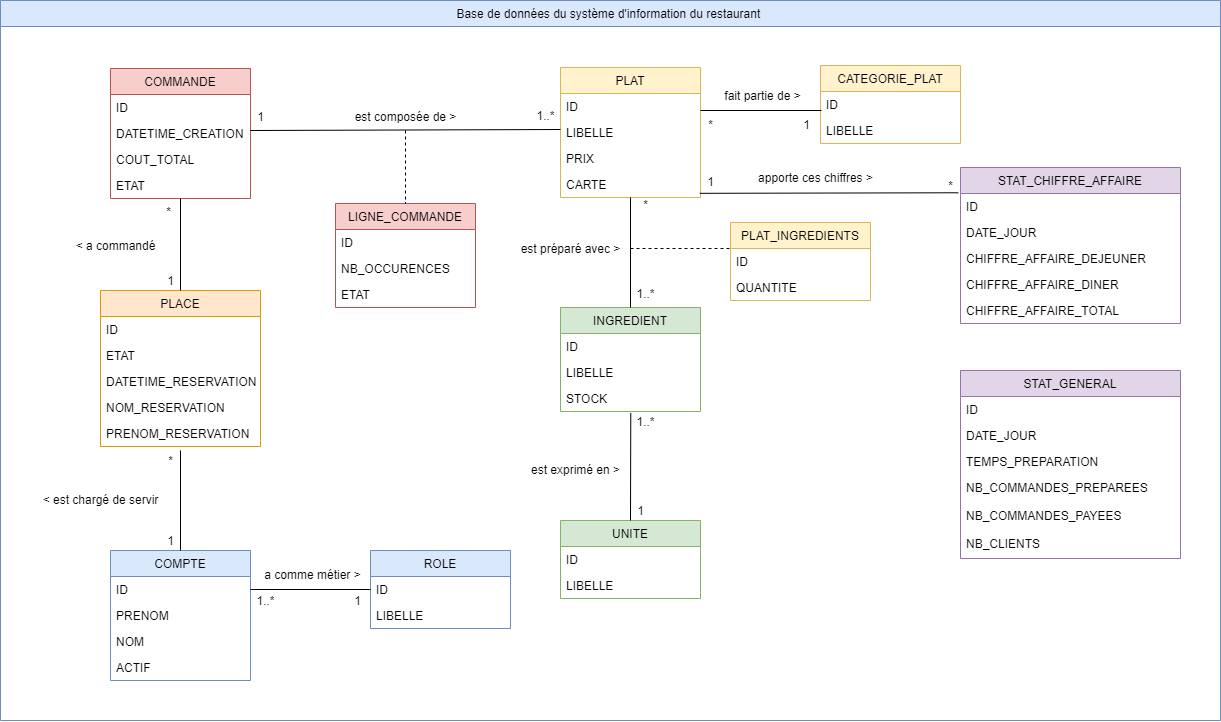 Base de données du système d'information du restaurant
COMMANDE
ID
DATETIME_CREATION
COUT_TOTAL
ETAT
1
est composée de >
1..*
PLAT
ID
LIBELLE
PRIX
CARTE
fait partie de >
*
1
CATEGORIE_PLAT
ID
LIBELLE
1
apporte ces chiffres >
*
STAT_CHIFFRE_AFFAIRE
ID
DATE_JOUR
CHIFFRE_AFFAIRE_DEJEUNER
CHIFFRE_AFFAIRE_DINER
CHIFFRE_AFFAIRE_TOTAL
LIGNE_COMMANDE
ID
NB_OCCURENCES
ETAT
*
< a commandé
1
*
est préparé avec >
1..*
PLAT_INGREDIENTS
ID
QUANTITE
PLACE
ID
ETAT
DATETIME_RESERVATION
NOM_RESERVATION
PRENOM_RESERVATION
INGREDIENT
ID
LIBELLE
STOCK
1..*
est exprimé en >
1
STAT_GENERAL
ID
DATE_JOUR
TEMPS_PREPARATION
NB_COMMANDES_PREPAREES
NB_COMMANDES_PAYEES
NB_CLIENTS
*
< est chargé de servir
1
UNITE
ID
LIBELLE
COMPTE
ID
PRENOM
NOM
ACTIF
a comme métier >
1..*
1
ROLE
ID
LIBELLE